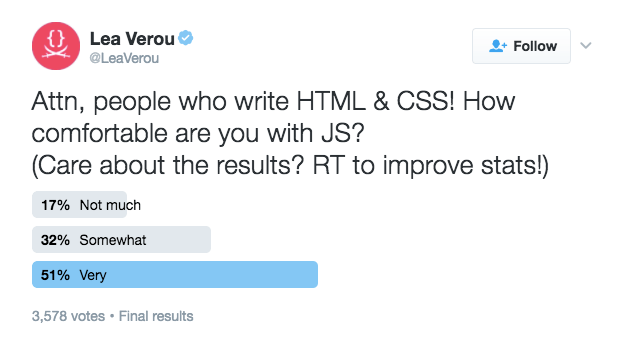 Lea Verou
@LeaVerou
Follow
Attn, people who write HTML & CSS! How
comfortable are you with JS?
(Care about the results? RT to improve stats!)
17% Not much
32% Somewhat
51% Very
3,578 votes • Final results